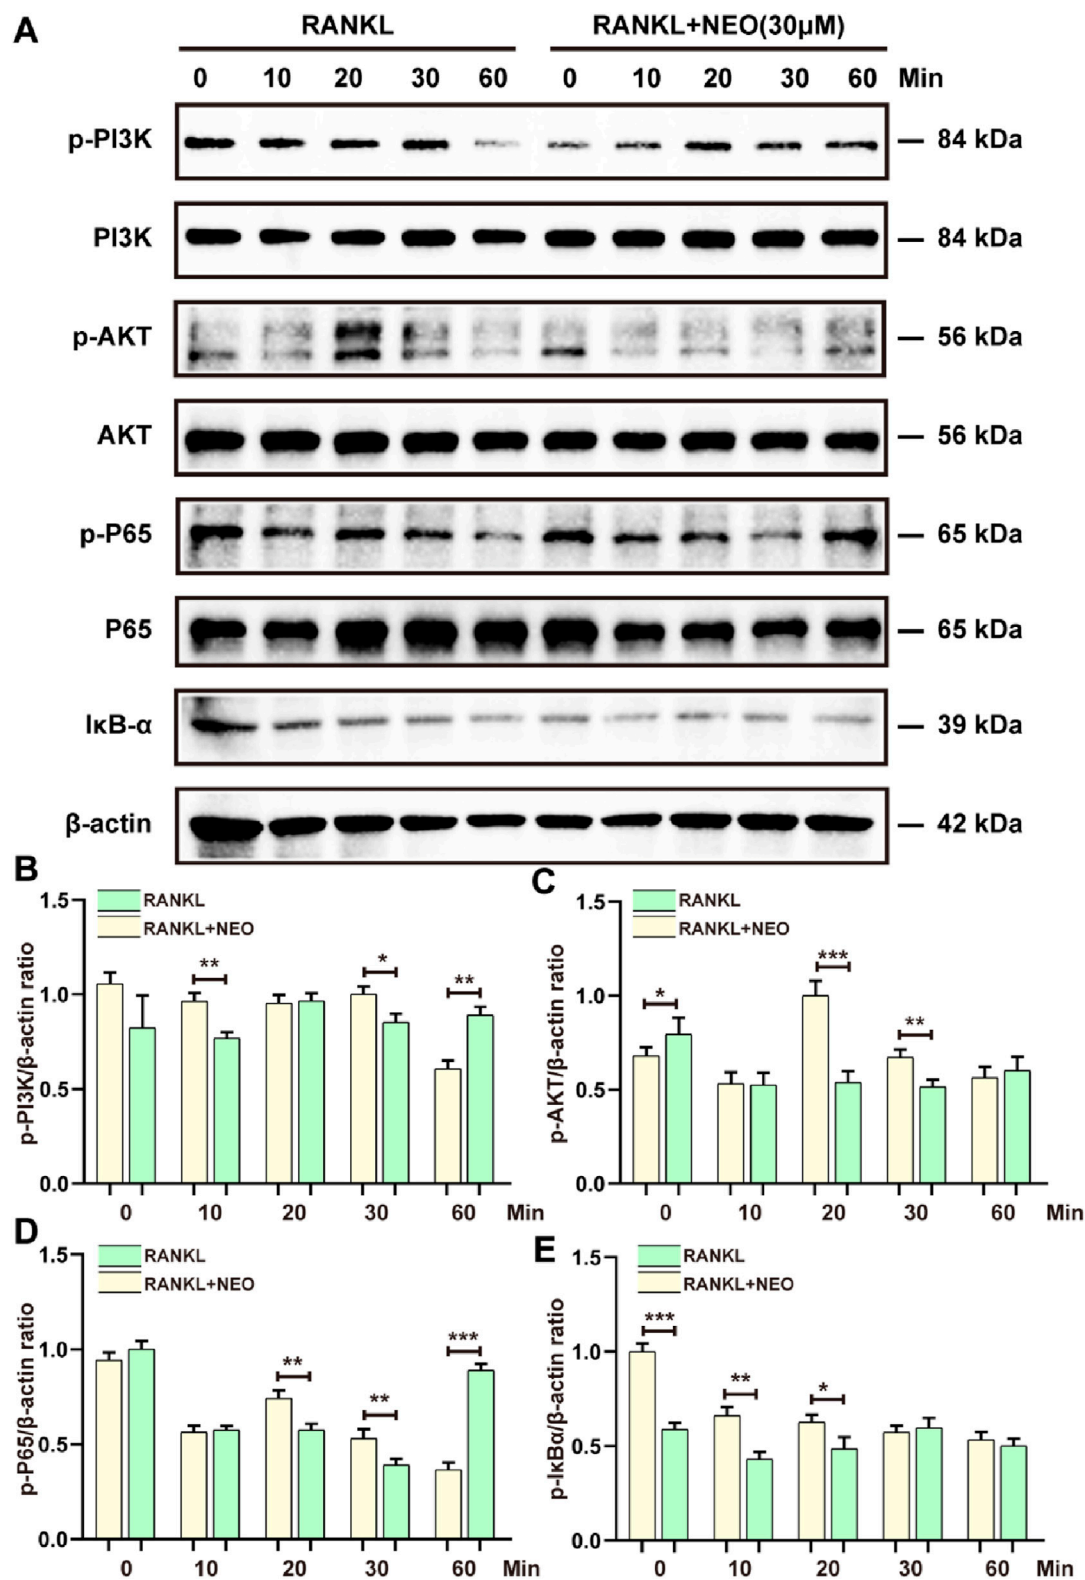 A
RANKL RANKL+NEO(30μM)
0 10 20 30 60 0 10 20 30 60 Min
p-PI3K 84 kDa
PI3K 84 kDa
p-AKT 56 kDa
AKT 56 kDa
p-P65 65 kDa
P65 65 kDa
IκB-α 39 kDa
β-actin 42 kDa
B
RANKL
RANKL+NEO
p-PI3K/β-actin ratio
1.5
1.0
0.5
0.0
** * **
0 10 20 30 60 Min
C
RANKL
RANKL+NEO
p-AKT/β-actin ratio
1.5
1.0
0.5
0.0
* *** **
0 10 20 30 60 Min
D
RANKL
RANKL+NEO
p-P65/β-actin ratio
1.5
1.0
0.5
0.0
** ** ***
0 10 20 30 60 Min
E
RANKL
RANKL+NEO
p-IκBα/β-actin ratio
1.5
1.0
0.5
0.0
*** ** *
0 10 20 30 60 Min